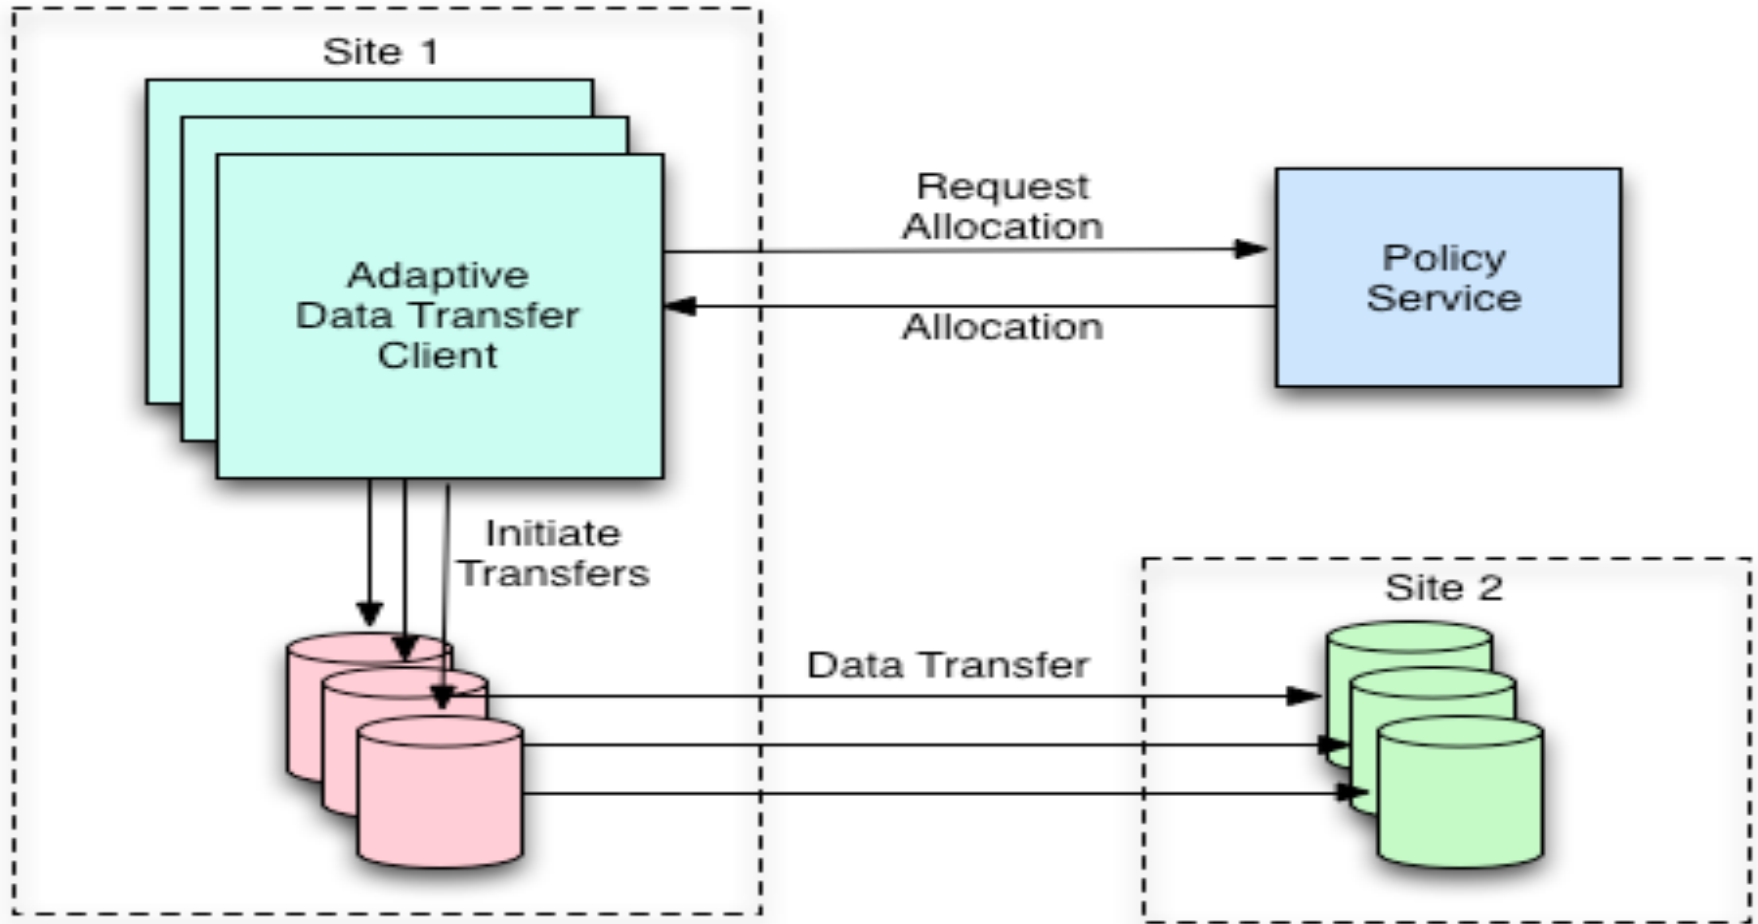 Site 1
Adaptive
Data Transfer
Client
Request
Allocation
Allocation
Policy
Service
Initiate
Transfers
Data Transfer
Site 2